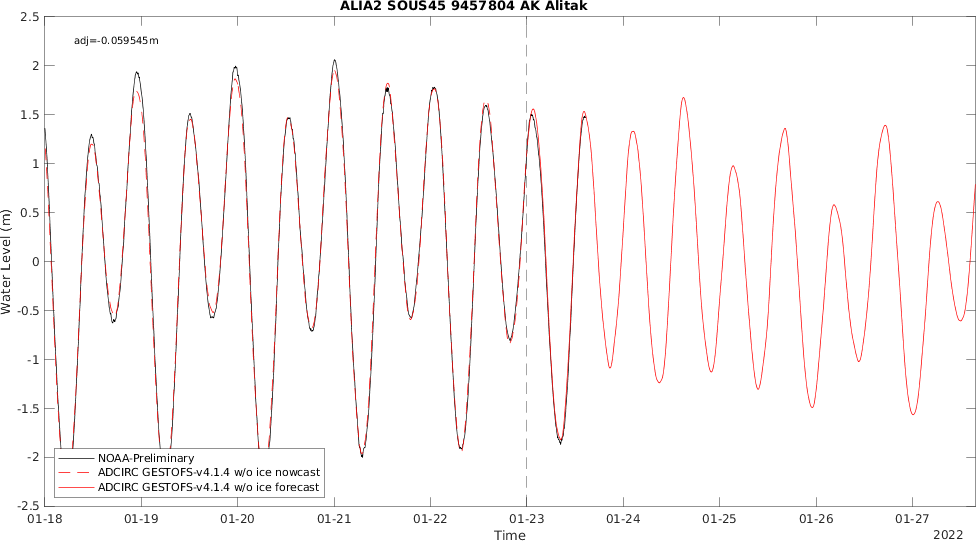 ALIA2 SOUS45 9457804 AK Alitak
adj=-0.059545m
2.5
2
1.5
1
0.5
0
-0.5
-1
-1.5
-2
-2.5
Water Level (m)
NOAA-Preliminary
ADCIRC GESTOFS-v4.1.4 w/o ice nowcast
ADCIRC GESTOFS-v4.1.4 w/o ice forecast
01-18 01-19 01-20 01-21 01-22 01-23 01-24 01-25 01-26 01-27
Time
2022